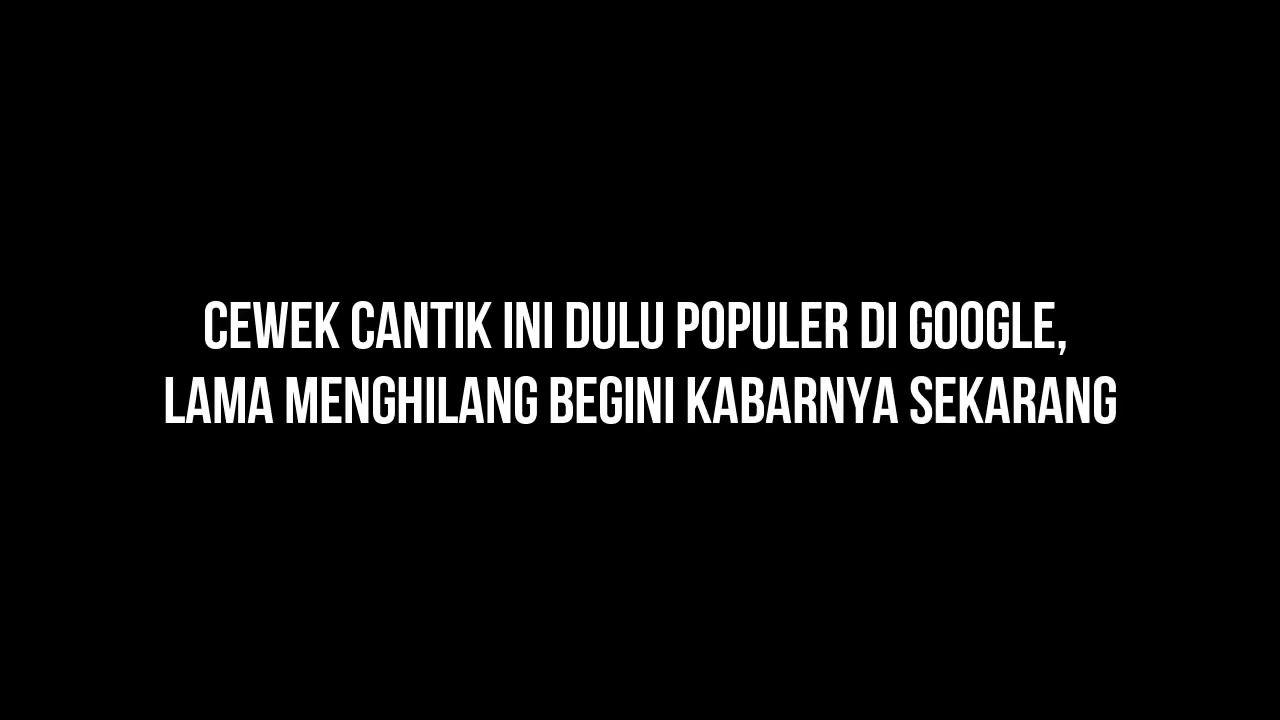 CEWEK CANTIK INI DULU POPULER DI GOOGLE,
LAMA MENGHILANG BEGINI KABARNYA SEKARANG